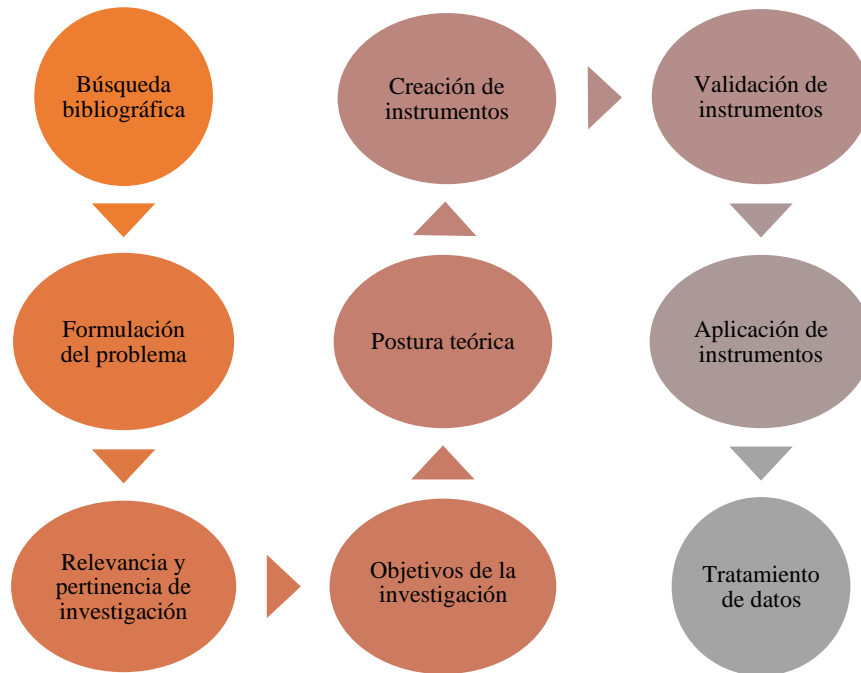 Búsqueda
bibliográfica
Formulación
del problema
Relevancia y
pertinencia de
investigación
Objetivos de la
investigación
Postura teórica
Creación de
instrumentos
Validación de
instrumentos
Aplicación de
instrumentos
Tratamiento
de datos